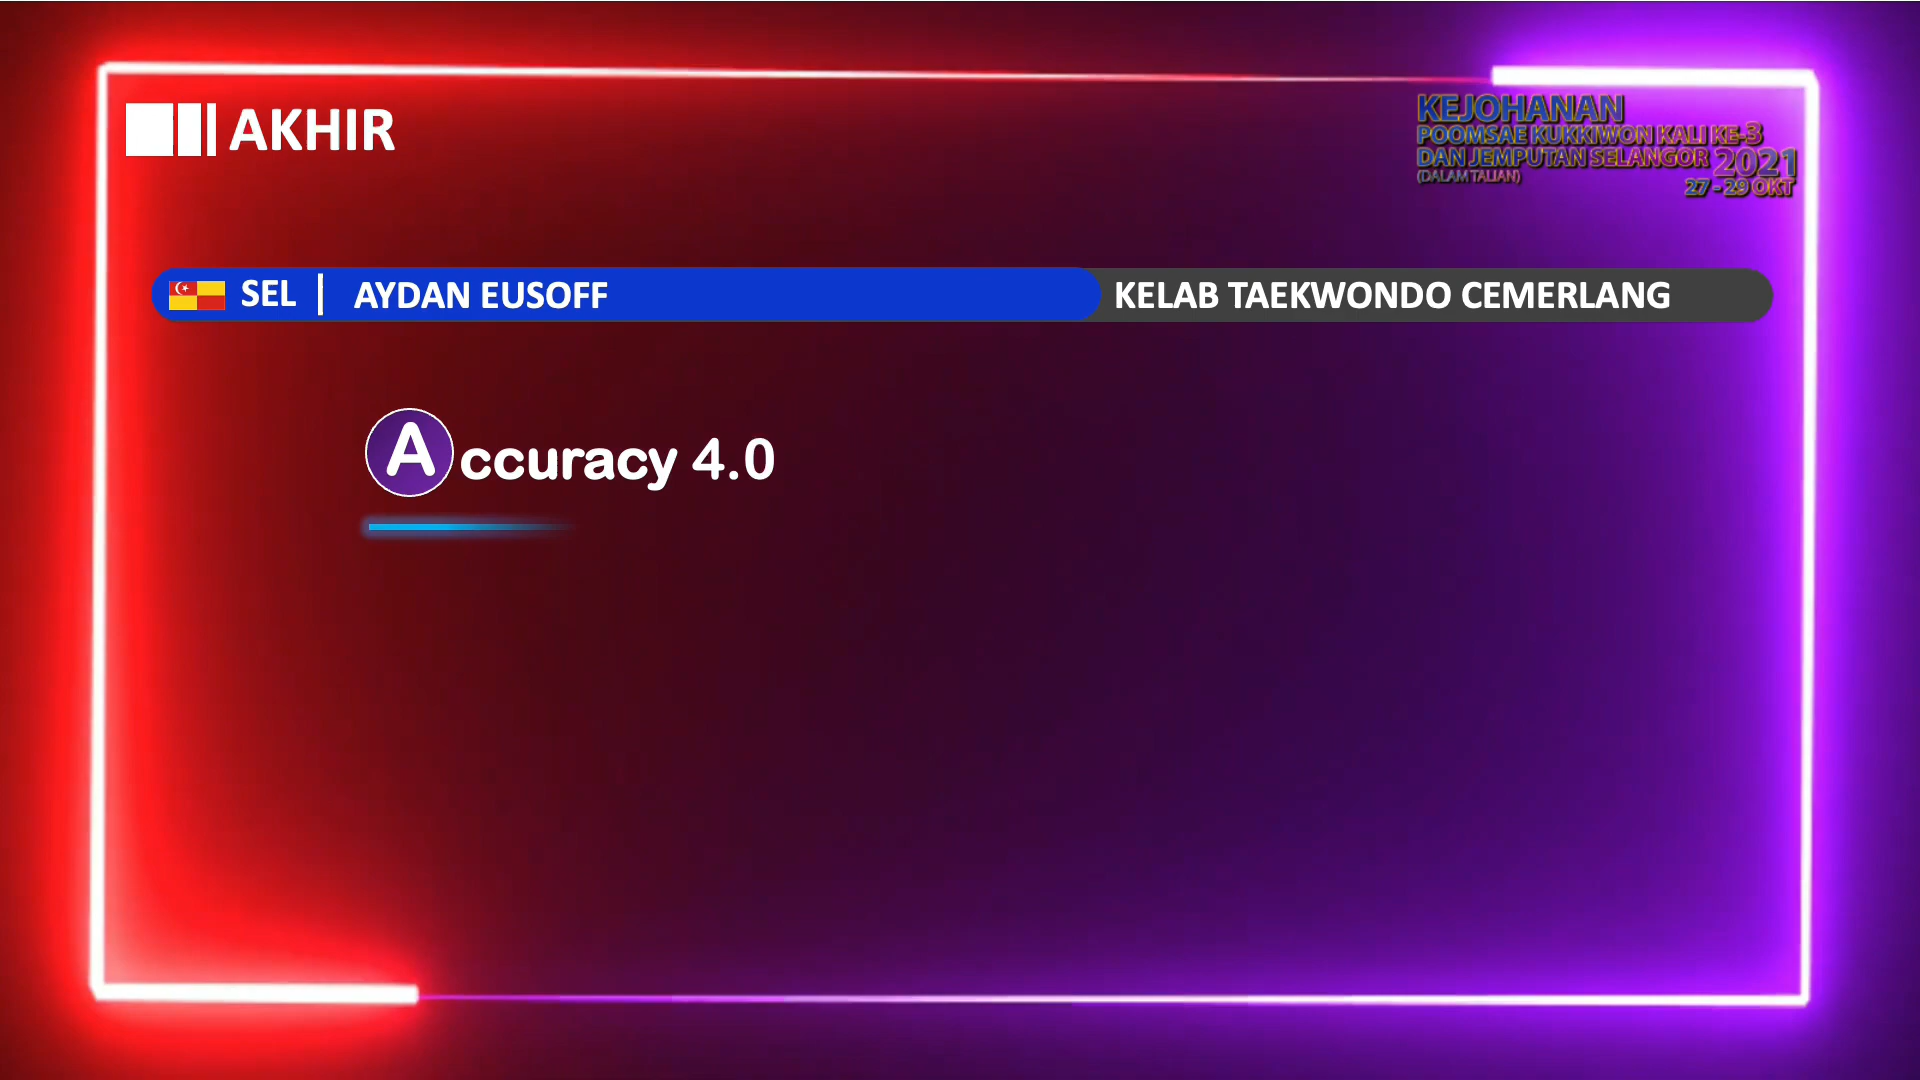 AKHIR
KEJOHANAN
POOMSAE KUKKIWON KALI KE-3
DAN JEMPUTAN SELANGOR 2021
(DALAM TALIAN)
27 - 29 OKT
SEL | AYDAN EUSOFF KELAB TAEKWONDO CEMERLANG
Accuracy 4.0